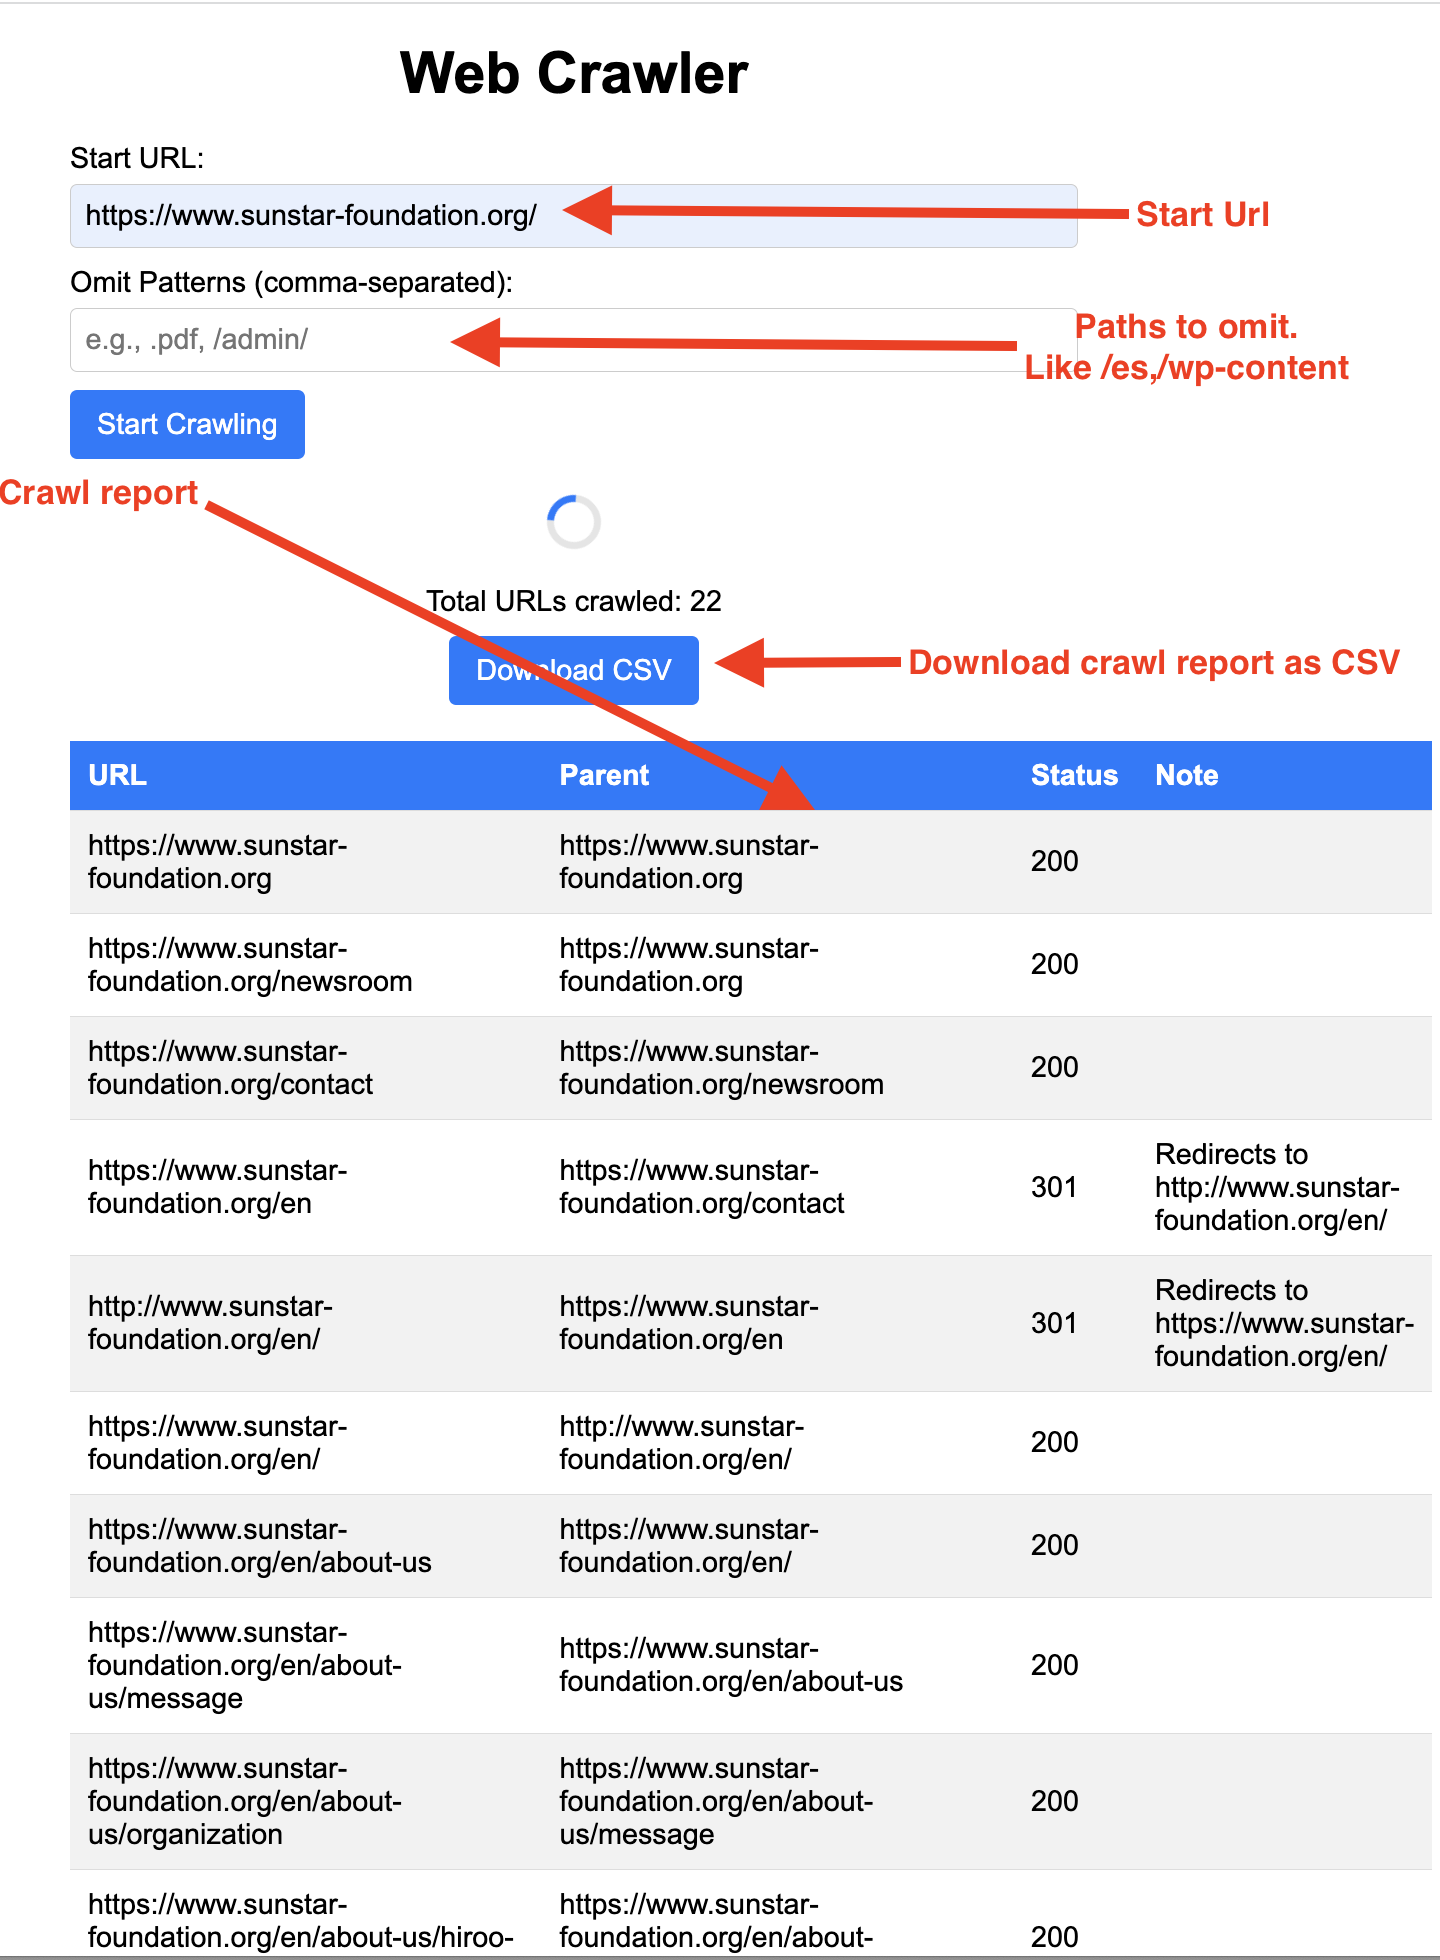 Web Crawler
Start URL:
https://www.sunstar-foundation.org/
Start Url
Omit Patterns (comma-separated):
e.g., .pdf, /admin/
Paths to omit.
Like /es,/wp-content
Start Crawling
Crawl report
Total URLs crawled: 22
Download CSV
Download crawl report as CSV
URL Parent Status Note
https://www.sunstar-
foundation.org
https://www.sunstar-
foundation.org
200
https://www.sunstar-
foundation.org/newsroom
https://www.sunstar-
foundation.org
200
https://www.sunstar-
foundation.org/contact
https://www.sunstar-
foundation.org/newsroom
200
https://www.sunstar-
foundation.org/en
https://www.sunstar-
foundation.org/contact
301
Redirects to
http://www.sunstar-
foundation.org/en/
http://www.sunstar-
foundation.org/en/
https://www.sunstar-
foundation.org/en
301
Redirects to
https://www.sunstar-
foundation.org/en/
https://www.sunstar-
foundation.org/en/
http://www.sunstar-
foundation.org/en/
200
https://www.sunstar-
foundation.org/en/about-us
https://www.sunstar-
foundation.org/en/
200
https://www.sunstar-
foundation.org/en/about-
us/message
https://www.sunstar-
foundation.org/en/about-us
200
https://www.sunstar-
foundation.org/en/about-
us/organization
https://www.sunstar-
foundation.org/en/about-
us/message
200
https://www.sunstar-
foundation.org/en/about-us/hiroo-
https://www.sunstar-
foundation.org/en/about-
200